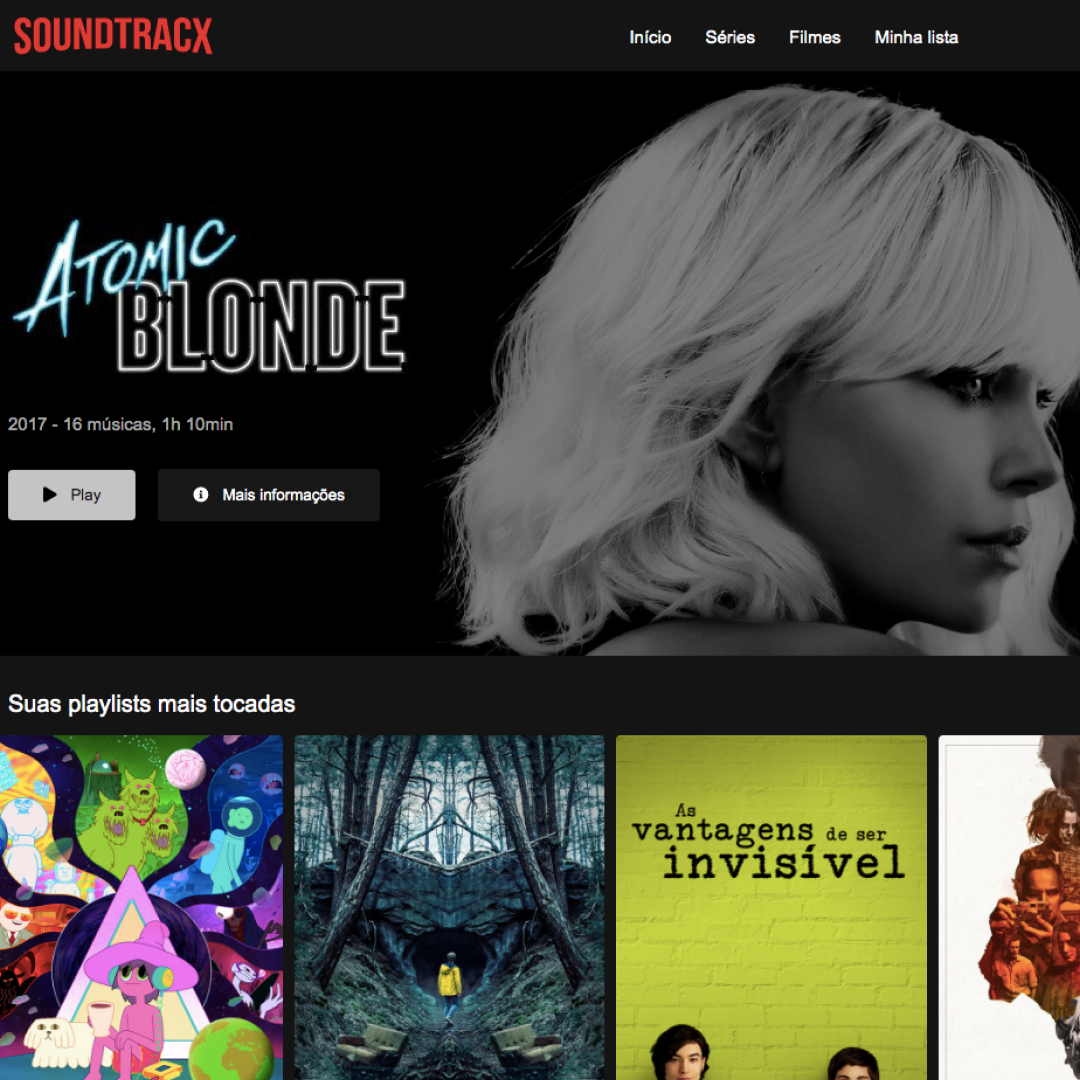 SOUNDTRACX
Início Séries Filmes Minha lista
ATOMIC
BLONDE
2017 - 16 músicas, 1h 10min
Play Mais informações
Suas playlists mais tocadas
As
vantagens de ser
invisível